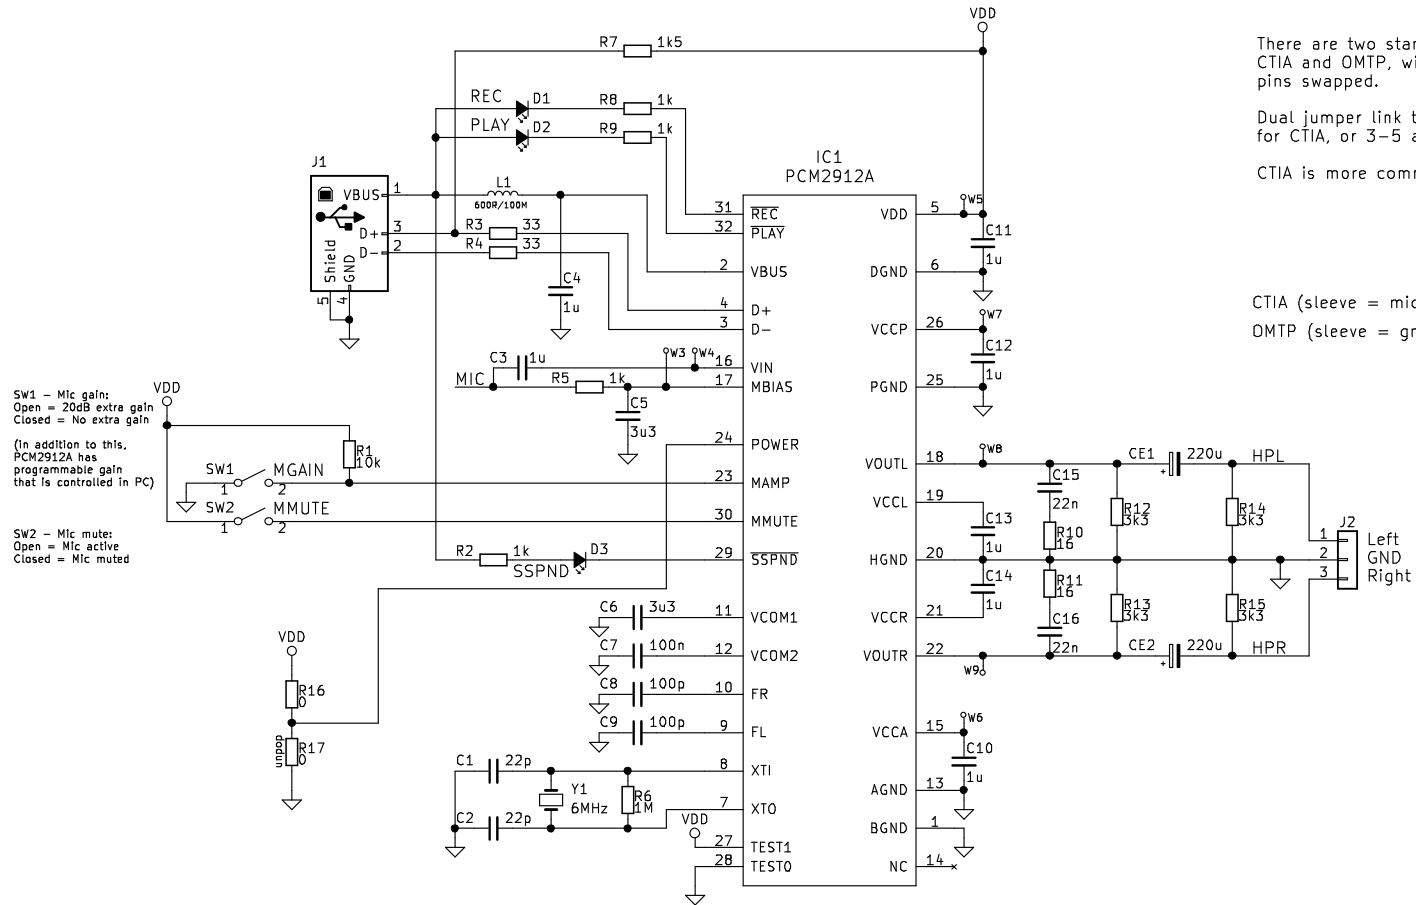 VDD
R7 1k5
REC D1 R8 1k
PLAY D2 R9 1k
There are two
CTIA and OMTP,
pins swapped.
Dual jumper link
for CTIA, or 3-5
CTIA is more
CTIA (sleeve =
OMTP (sleeve =
IC1
PCM2912A
J1
VBUS 1
D+ 3
D- 2
Shield 5
GND 4
L1
600R/100M
R3 33
R4 33
C4
1u
31 REC
32 PLAY
2 VBUS
4 D+
3 D-
16 VIN
17 MBIAS
24 POWER
23 MAMP
30 MMUTE
29 SSPND
11 VCOM1
12 VCOM2
10 FR
9 FL
8 XTI
7 XTO
27 TEST1
28 TEST0
VDD 5
DGND 6
VCCP 26
PGND 25
VOUTL 18
VCCL 19
HGND 20
VCCR 21
VOUTR 22
VCCA 15
AGND 13
BGND 1
NC 14
W5
C11
1u
W7
C12
1u
C3 1u
W3 W4
MIC
R5 1k
C5
3u3
SW1 - Mic gain:
Open = 20dB extra gain
Closed = No extra gain
(in addition to this,
PCM2912A has
programmable gain
that is controlled in PC)
SW2 - Mic mute:
Open = Mic active
Closed = Mic muted
VDD
R1
10k
SW1 MGAIN
1 2
SW2 MMUTE
1 2
R2 1k D3
SSPND
C6 3u3
C7 100n
C8 100p
C9 100p
VDD
R16
0
unpop
R17
0
C1 22p
C2 22p
Y1
6MHz
R6
1M
VDD
W8
C15
22n
R10
16
R11
16
C16
22n
C13
1u
C14
1u
W9
CE1 + 220u
CE2 + 220u
R12
3k3
R13
3k3
R14
3k3
R15
3k3
HPL
HPR
J2
1 Left
2 GND
3 Right
W6
C10
1u